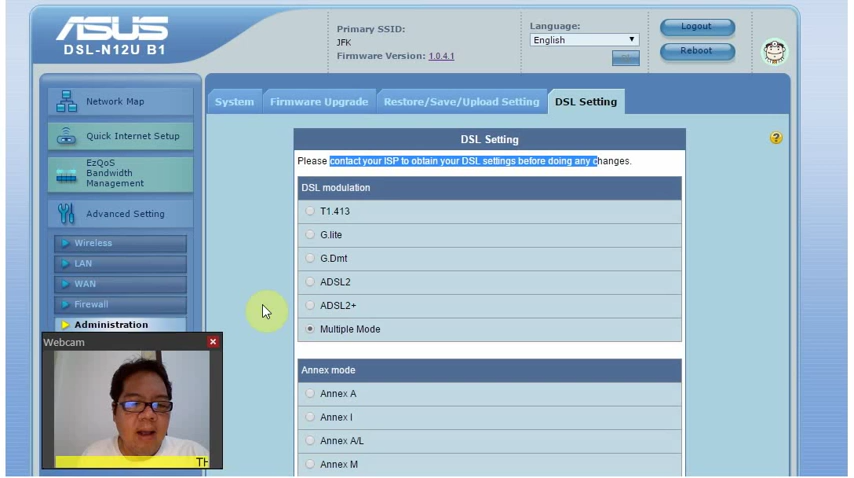 ASUS
DSL-N12U B1
Primary SSID:
JFK
Firmware Version: 1.0.4.1
Language:
English
Logout
Reboot
Network Map
Quick Internet Setup
EzQoS
Bandwidth
Management
Advanced Setting
Wireless
LAN
WAN
Firewall
Administration
System
Firmware Upgrade
Restore/Save/Upload Setting
DSL Setting
DSL Setting
Please contact your ISP to obtain your DSL settings before doing any changes.
DSL modulation
T1.413
G.lite
G.Dmt
ADSL2
ADSL2+
Multiple Mode
Annex mode
Annex A
Annex I
Annex A/L
Annex M
Webcam
TH